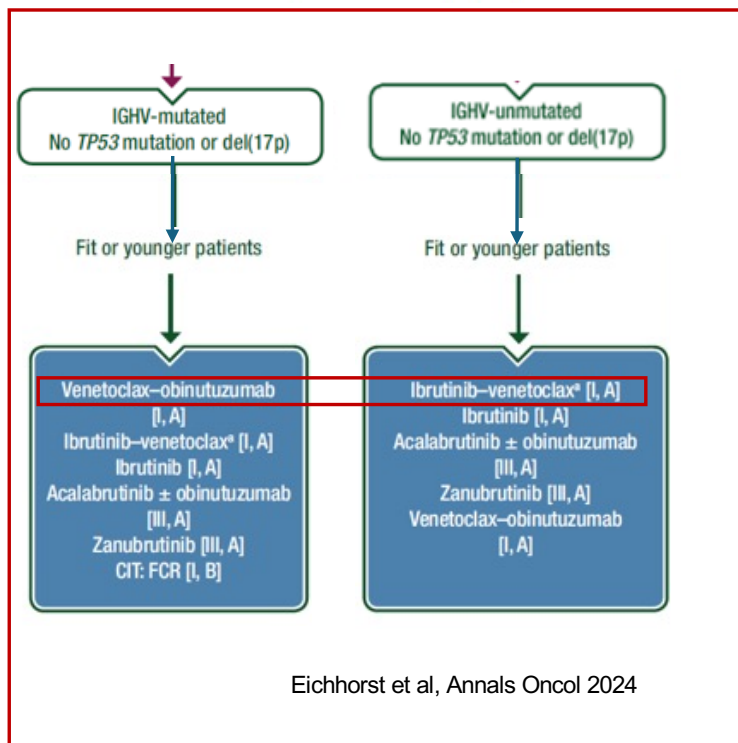 IGHV-mutated
No TP53 mutation or del(17p)
Fit or younger patients
Venetoclax–obinutuzumab
[I, A]
Ibrutinib–venetoclaxª [I, A]
Ibrutinib [I, A]
Acalabrutinib ± obinutuzumab
[III, A]
Zanubrutinib [III, A]
CIT: FCR [I, B]
IGHV-unmutated
No TP53 mutation or del(17p)
Fit or younger patients
Ibrutinib–venetoclaxª [I, A]
Ibrutinib [I, A]
Acalabrutinib ± obinutuzumab
[III, A]
Zanubrutinib [III, A]
Venetoclax–obinutuzumab
[I, A]
Eichhorst et al, Annals Oncol 2024